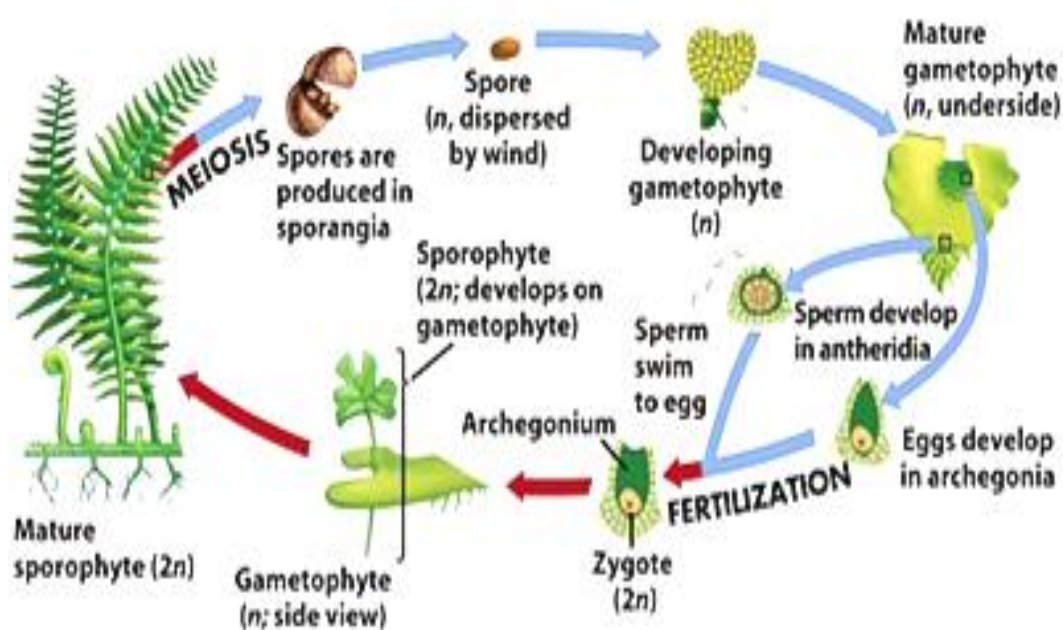 MEIOSIS
Spores are
produced in
sporangia
Spore
(n, dispersed
by wind)
Developing
gametophyte
(n)
Mature
gametophyte
(n, underside)
Sperm develop
in antheridia
Sperm
swim
to egg
Eggs develop
in archegonia
FERTILIZATION
Archegonium
Zygote
(2n)
Sporophyte
(2n; develops on
gametophyte)
Gametophyte
(n; side view)
Mature
sporophyte (2n)